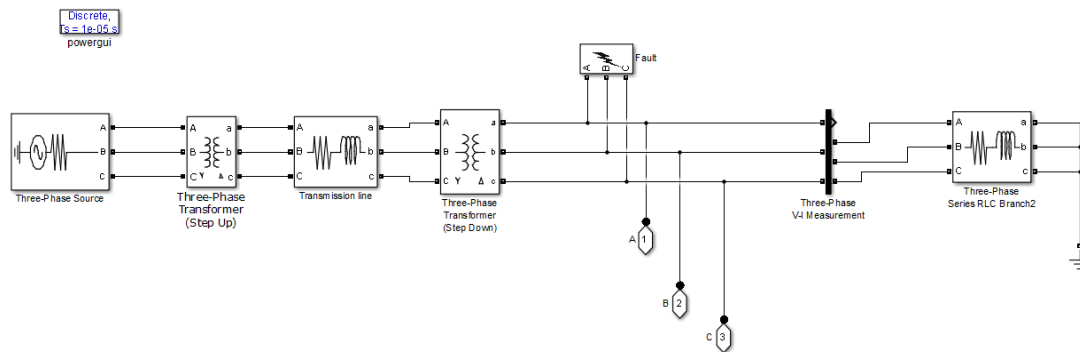 Discrete,
Ts = 1e-05 s
powergui
Fault
A
B
C
A
B
C
Three-Phase Source
A
B
C
a
b
c
Y Δ
Three-Phase
Transformer
(Step Up)
A
B
C
a
b
c
Transmission line
A
B
C
a
b
c
Y Δ
Three-Phase
Transformer
(Step Down)
A 1
B 2
C 3
Three-Phase
V-I Measurement
A
B
C
a
b
c
Three-Phase
Series RLC Branch2